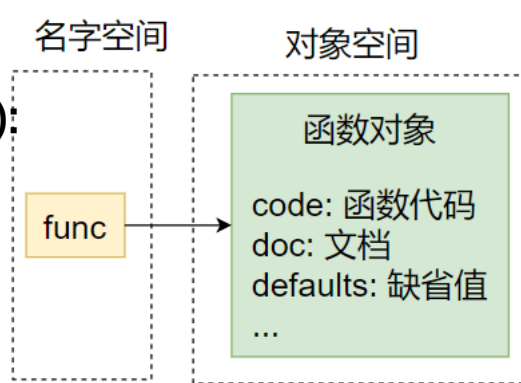 名字空间
对象空间
):
函数对象
func
code: 函数代码
doc: 文档
defaults: 缺省值
...